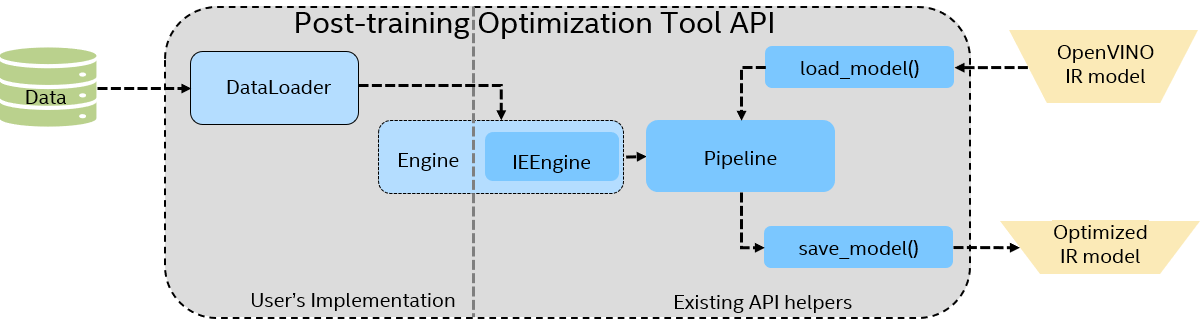 Post-training Optimization Tool API
Data
DataLoader
Engine
IEEngine
load_model()
Pipeline
save_model()
OpenVINO
IR model
Optimized
IR model
User’s Implementation
Existing API helpers